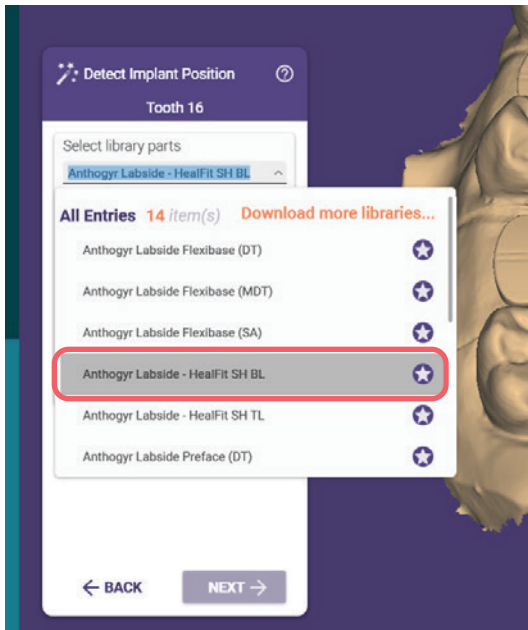 Detect Implant Position
Tooth 16
Select library parts
Anthogyr Labside - HealFit SH BL
All Entries 14 item(s) Download more libraries...
Anthogyr Labside Flexibase (DT)
Anthogyr Labside Flexibase (MDT)
Anthogyr Labside Flexibase (SA)
Anthogyr Labside - HealFit SH BL
Anthogyr Labside - HealFit SH TL
Anthogyr Labside Preface (DT)
BACK NEXT